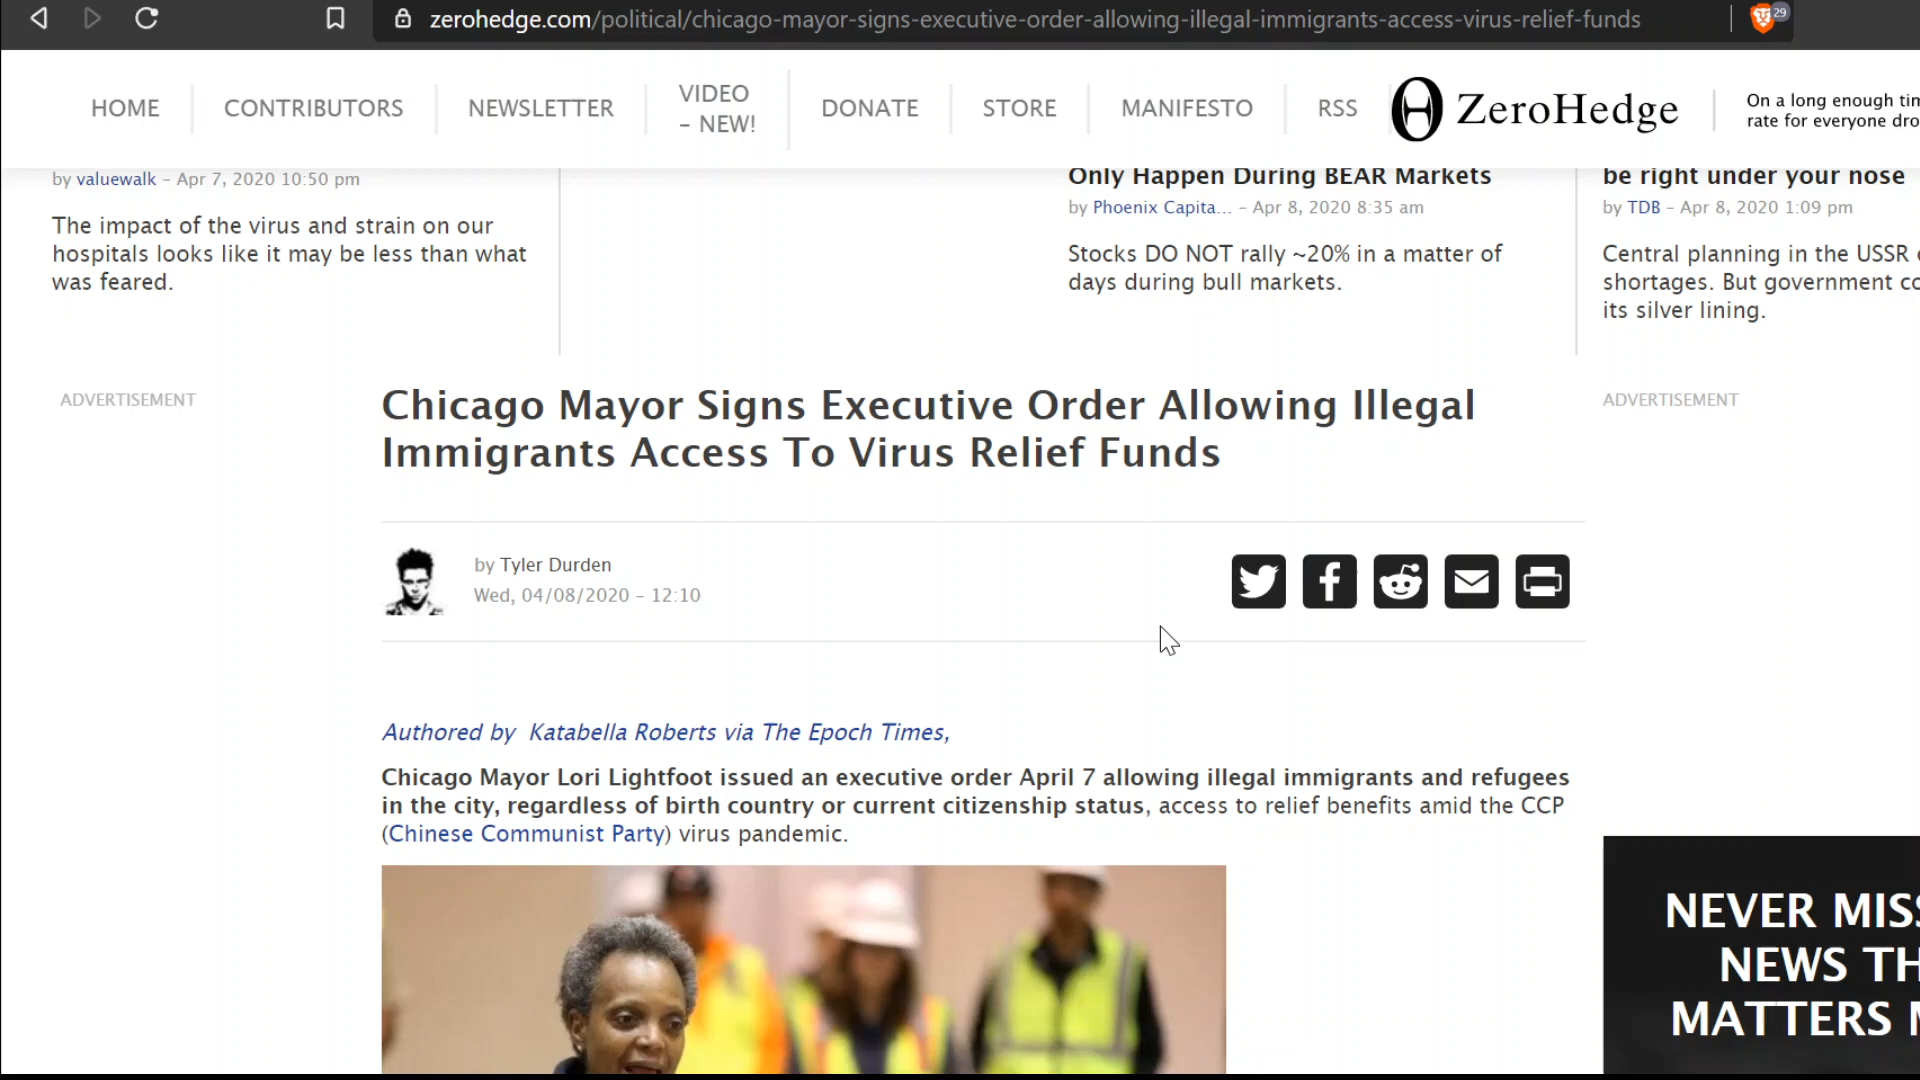 zerohedge.com/political/chicago-mayor-signs-executive-order-allowing-illegal-immigrants-access-virus-relief-funds
29
HOME
CONTRIBUTORS
NEWSLETTER
VIDEO
– NEW!
DONATE
STORE
MANIFESTO
RSS
ZeroHedge
On a long enough
rate for everyone
by valuewalk – Apr 7, 2020 10:50 pm
The impact of the virus and strain on our
hospitals looks like it may be less than what
was feared.
Only Happen During BEAR Markets
by Phoenix Capita... – Apr 8, 2020 8:35 am
Stocks DO NOT rally ~20% in a matter of
days during bull markets.
be right under your nose
by TDB – Apr 8, 2020 1:09 pm
Central planning in the USSR
shortages. But government
its silver lining.
ADVERTISEMENT
Chicago Mayor Signs Executive Order Allowing Illegal
Immigrants Access To Virus Relief Funds
ADVERTISEMENT
by Tyler Durden
Wed, 04/08/2020 – 12:10
Authored by Katabella Roberts via The Epoch Times,
Chicago Mayor Lori Lightfoot issued an executive order April 7 allowing illegal immigrants and refugees
in the city, regardless of birth country or current citizenship status, access to relief benefits amid the CCP
(Chinese Communist Party) virus pandemic.
NEVER
NEWS
MATTERS